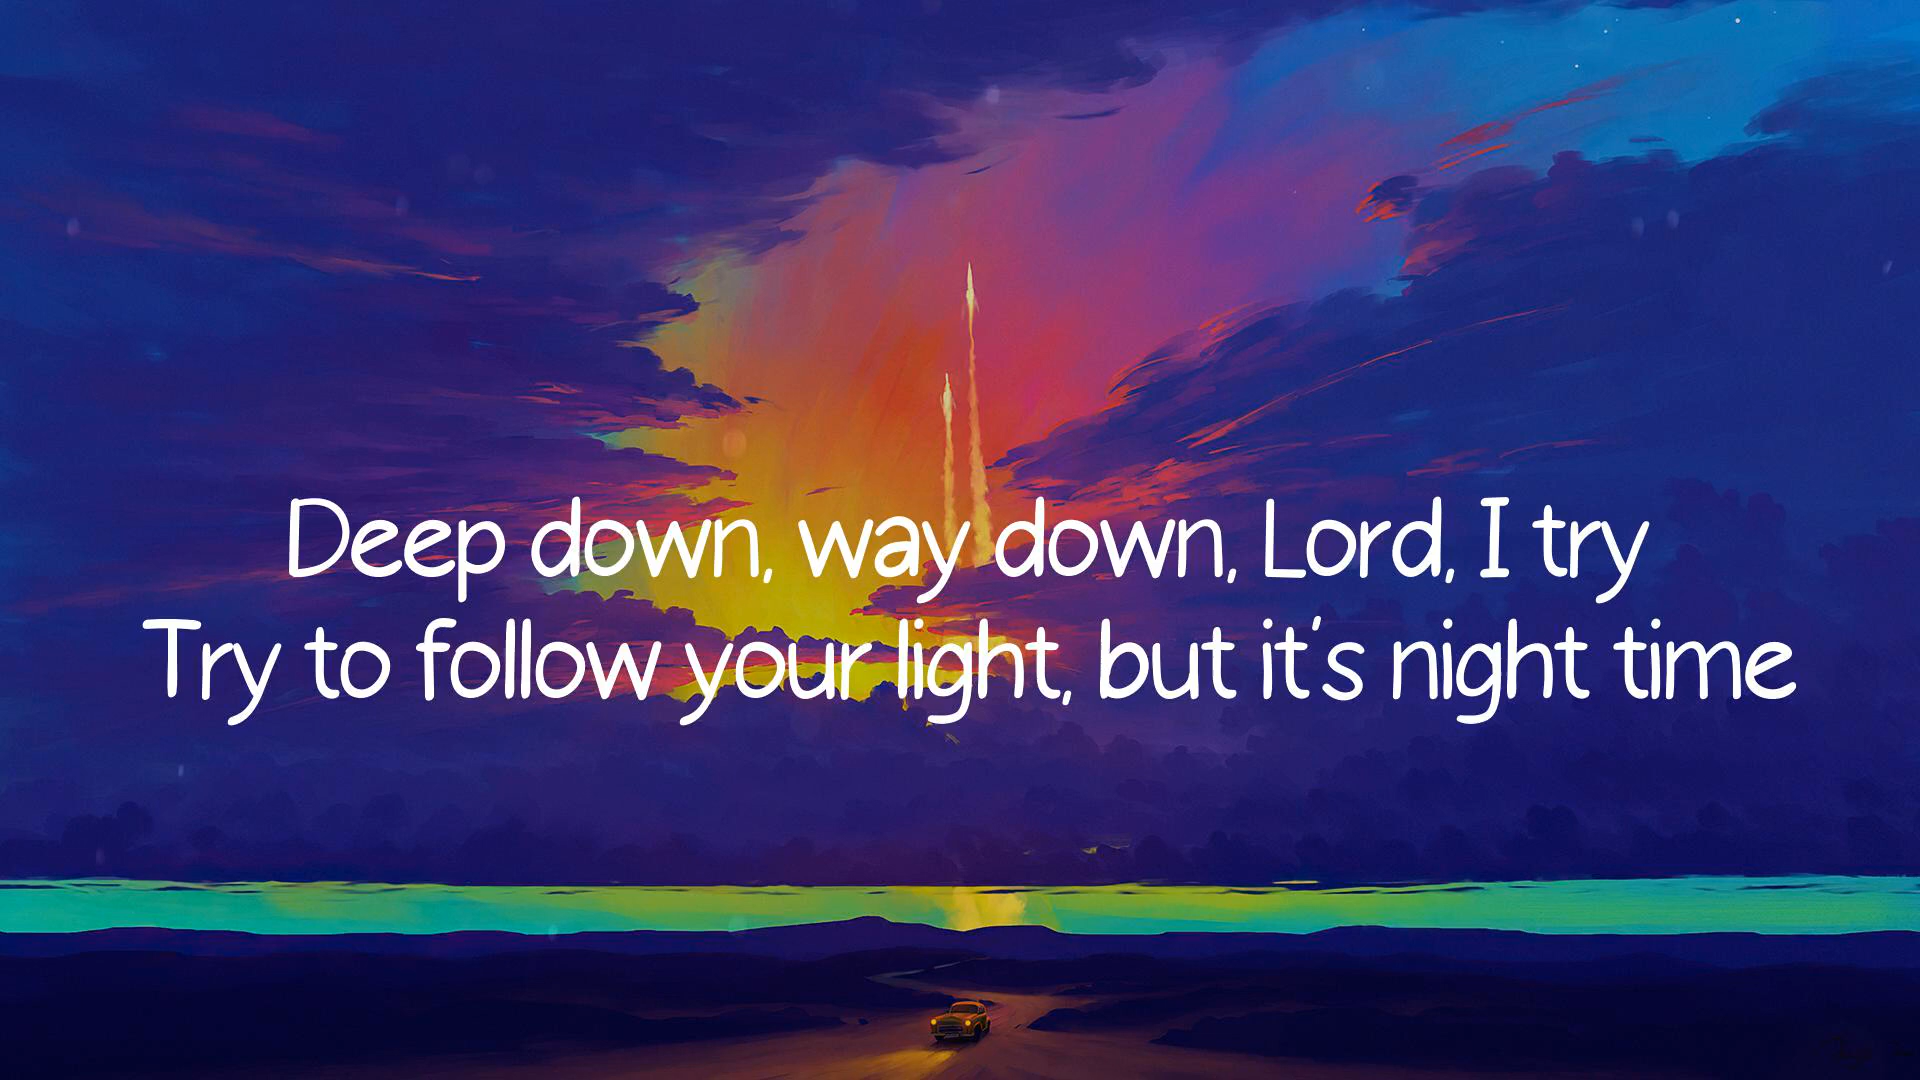 Deep down, way down, Lord, I try
Try to follow your light, but it's night time